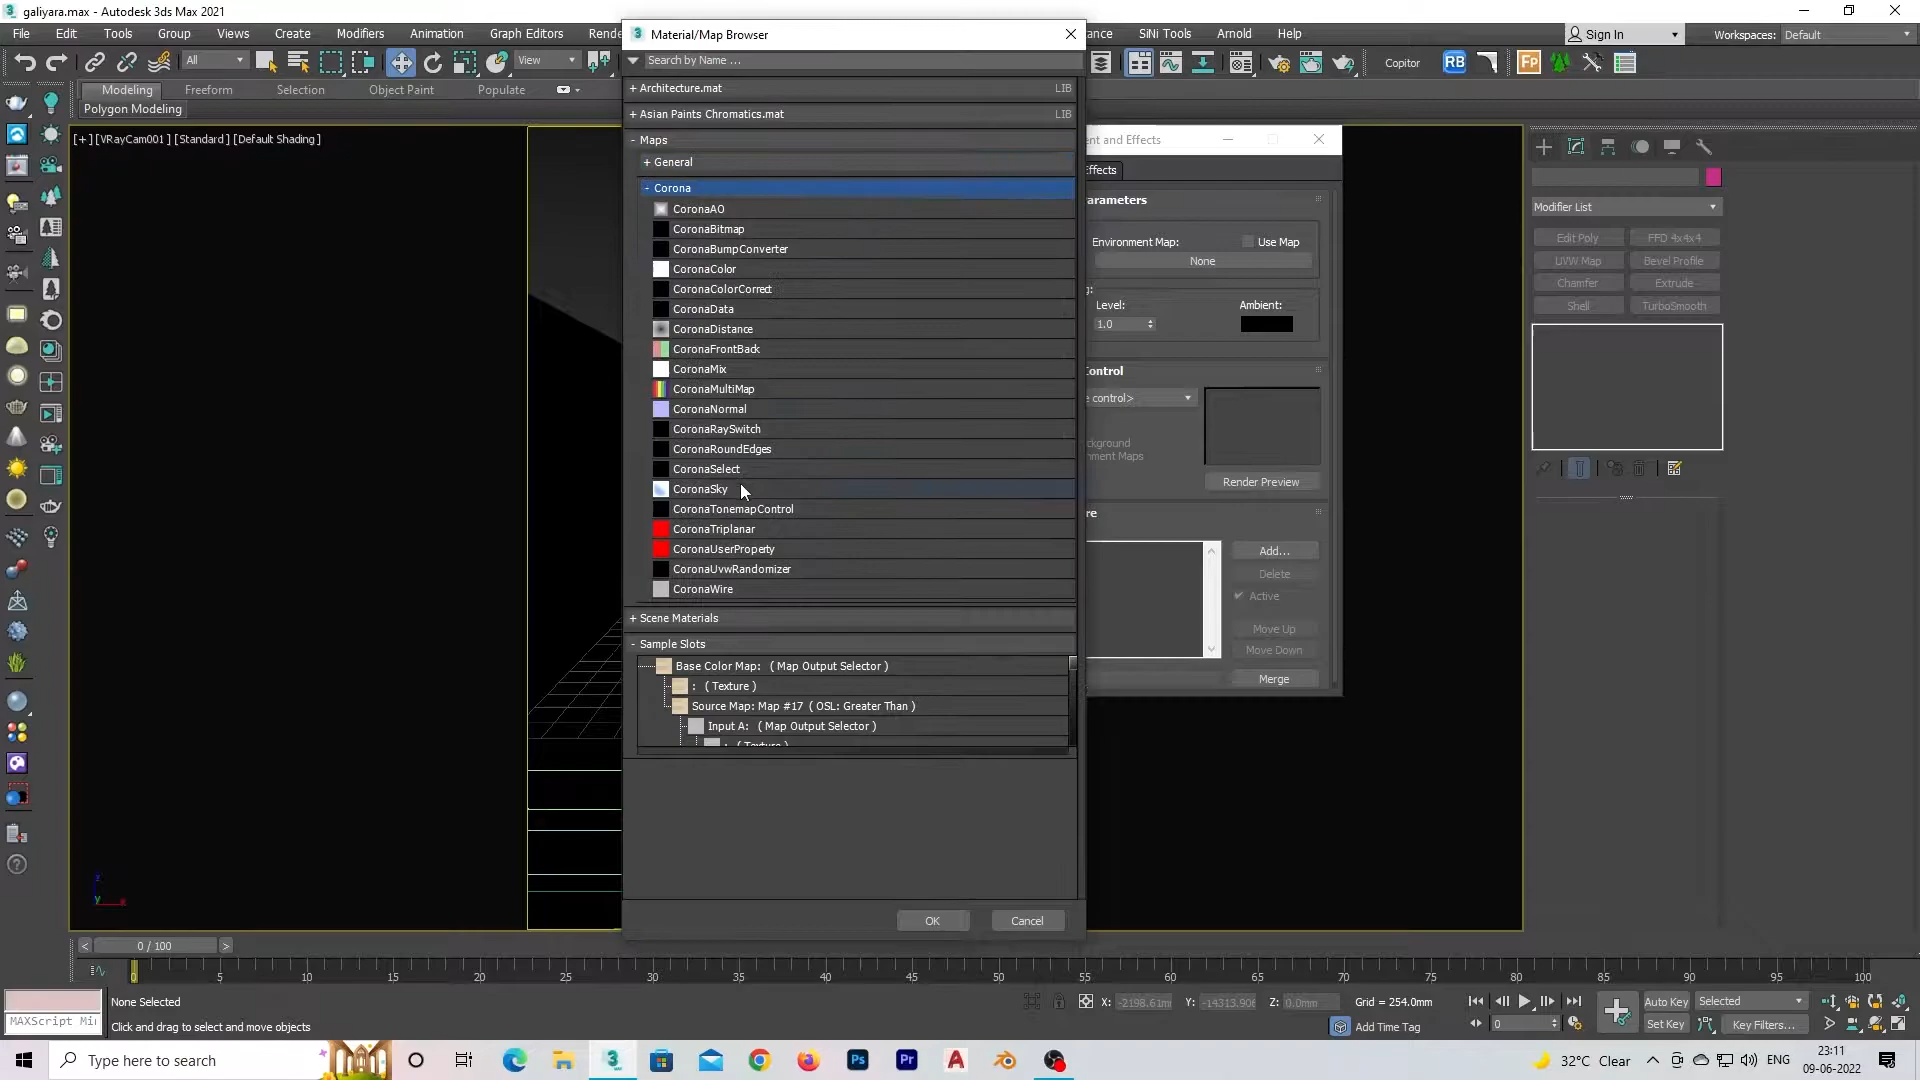 galiyara.max - Autodesk 3ds Max 2021
File Edit Tools Group Views Create Modifiers Animation Graph Editors Rende
ance SiNi Tools Arnold Help
Sign In
Workspaces: Default
Material/Map Browser
Search by Name ...
All
View
Copitor
RB
Fp
Modeling Freeform Selection Object Paint Populate
Polygon Modeling
[+] [VRayCam001] [Standard] [Default Shading]
+ Architecture.mat LIB
+ Asian Paints Chromatics.mat LIB
- Maps
+ General
- Corona
CoronaAO
CoronaBitmap
CoronaBumpConverter
CoronaColor
CoronaColorCorrect
CoronaData
CoronaDistance
CoronaFrontBack
CoronaMix
CoronaMultiMap
CoronaNormal
CoronaRaySwitch
CoronaRoundEdges
CoronaSelect
CoronaSky
CoronaTonemapControl
CoronaTriplanar
CoronaUserProperty
CoronaUvwRandomizer
CoronaWire
+ Scene Materials
- Sample Slots
Base Color Map: ( Map Output Selector )
: ( Texture )
Source Map: Map #17 ( OSL: Greater Than )
Input A: ( Map Output Selector )
: ( Texture )
OK Cancel
ent and Effects
ffects
arameters
Environment Map: Use Map
None
g:
Level: Ambient:
1.0
Control
e control>
ckground
nment Maps
Render Preview
re
Add...
Delete
Active
Move Up
Move Down
Merge
Modifier List
Edit Poly FFD 4x4x4
UVW Map Bevel Profile
Chamfer Extrude
Shell TurboSmooth
z
y x
< 0 / 100 >
0 5 10 15 20 25 30 35 40 45 50 55 60 65 70 75 80 85 90 95 100
None Selected
MAXScript Mi
Click and drag to select and move objects
X: -2198.61mm Y: -14313.906 Z: 0.0mm Grid = 254.0mm
Add Time Tag
0
Auto Key Selected
Set Key Key Filters...
Type here to search
Ps Pr A
32°C Clear
ENG
23:11
09-06-2022